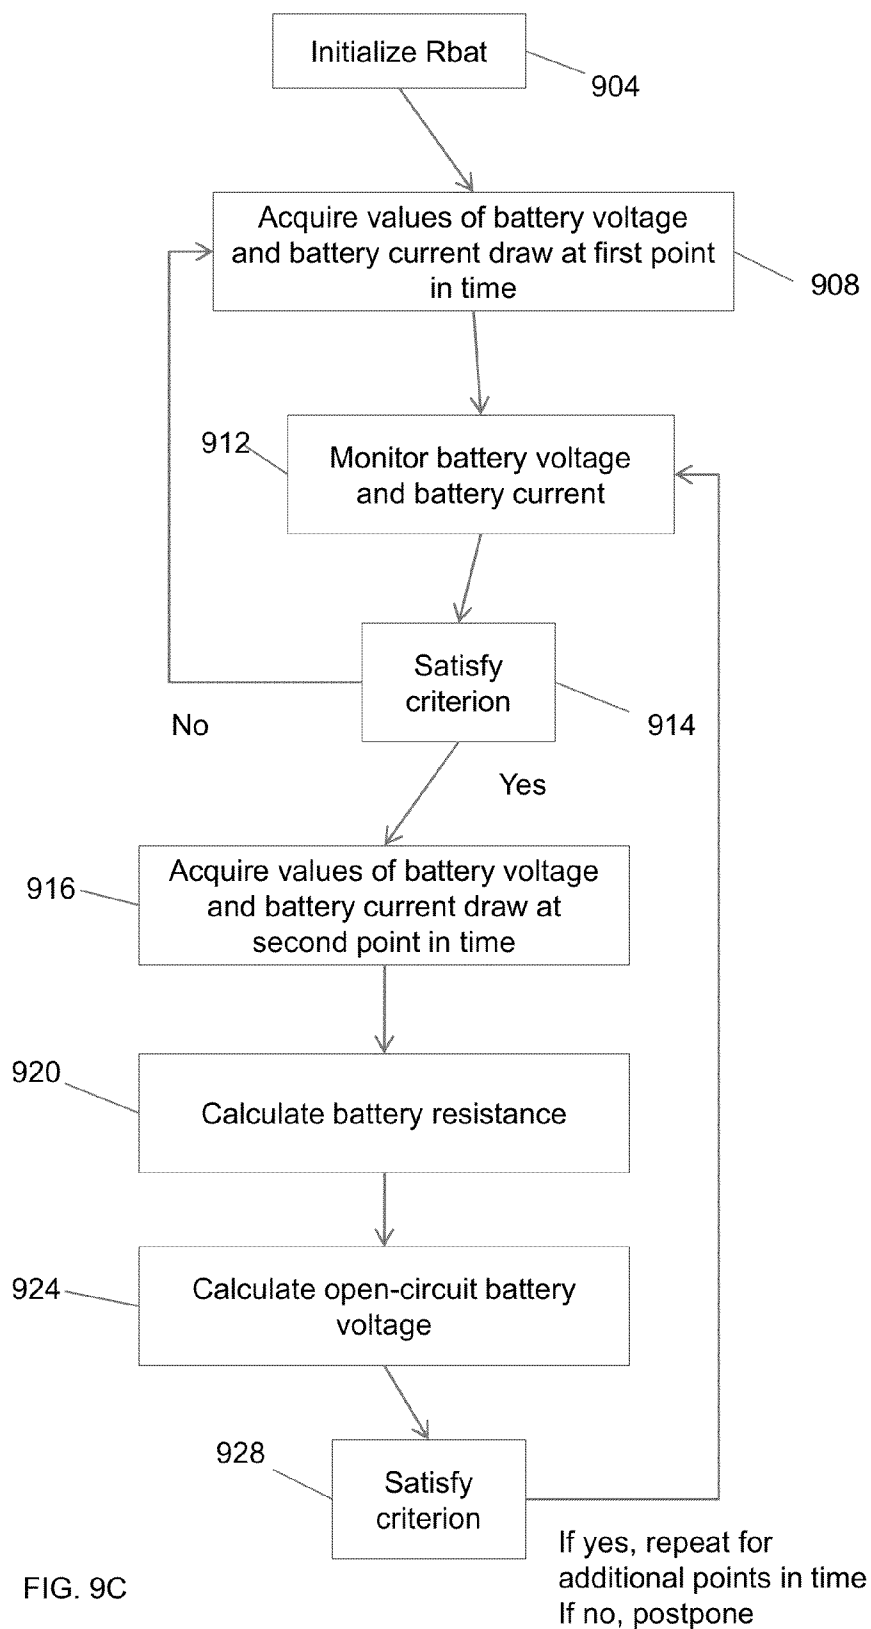 Initialize Rbat
904
Acquire values of battery voltage
and battery current draw at first point
in time
908
912
Monitor battery voltage
and battery current
Satisfy
criterion
914
No
Yes
916
Acquire values of battery voltage
and battery current draw at
second point in time
920
Calculate battery resistance
924
Calculate open-circuit battery
voltage
928
Satisfy
criterion
If yes, repeat for
additional points in time
If no, postpone
FIG. 9C